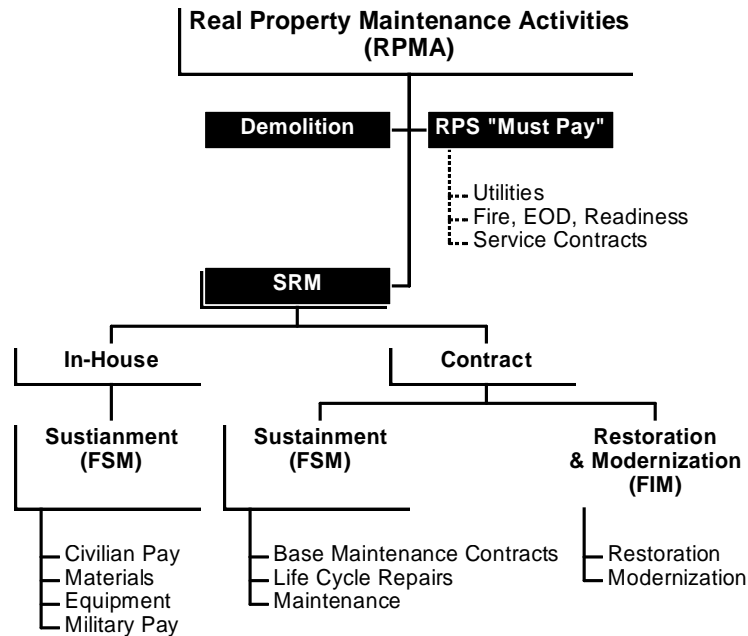 Real Property Maintenance Activities
(RPMA)
Demolition
RPS "Must Pay"
Utilities
Fire, EOD, Readiness
Service Contracts
SRM
In-House
Contract
Sustianment
(FSM)
Sustainment
(FSM)
Restoration
& Modernization
(FIM)
Civilian Pay
Materials
Equipment
Military Pay
Base Maintenance Contracts
Life Cycle Repairs
Maintenance
Restoration
Modernization